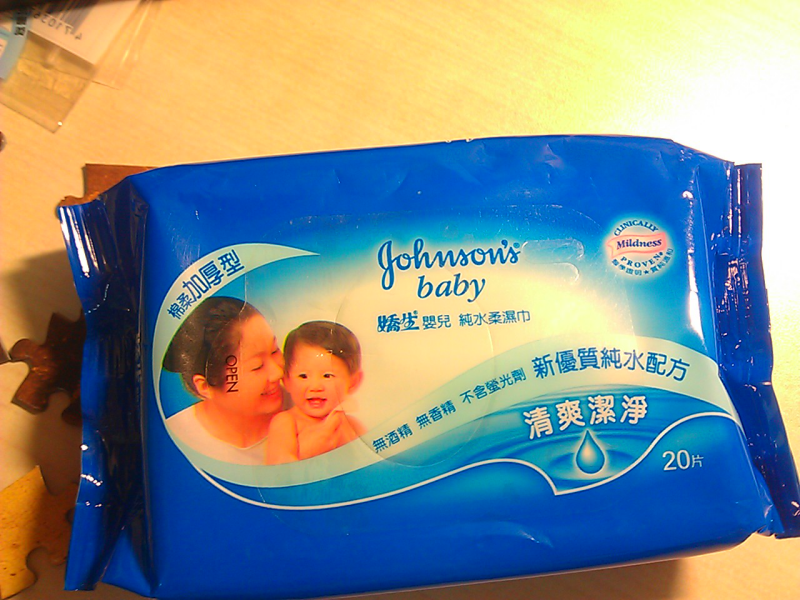 Johnson's®
baby
嬌生® 嬰兒 純水柔濕巾
棉柔加厚型
CLINICALLY
Mildness
PROVEN
OPEN
無酒精 無香精 不含螢光劑
新優質純水配方
清爽潔淨
20片